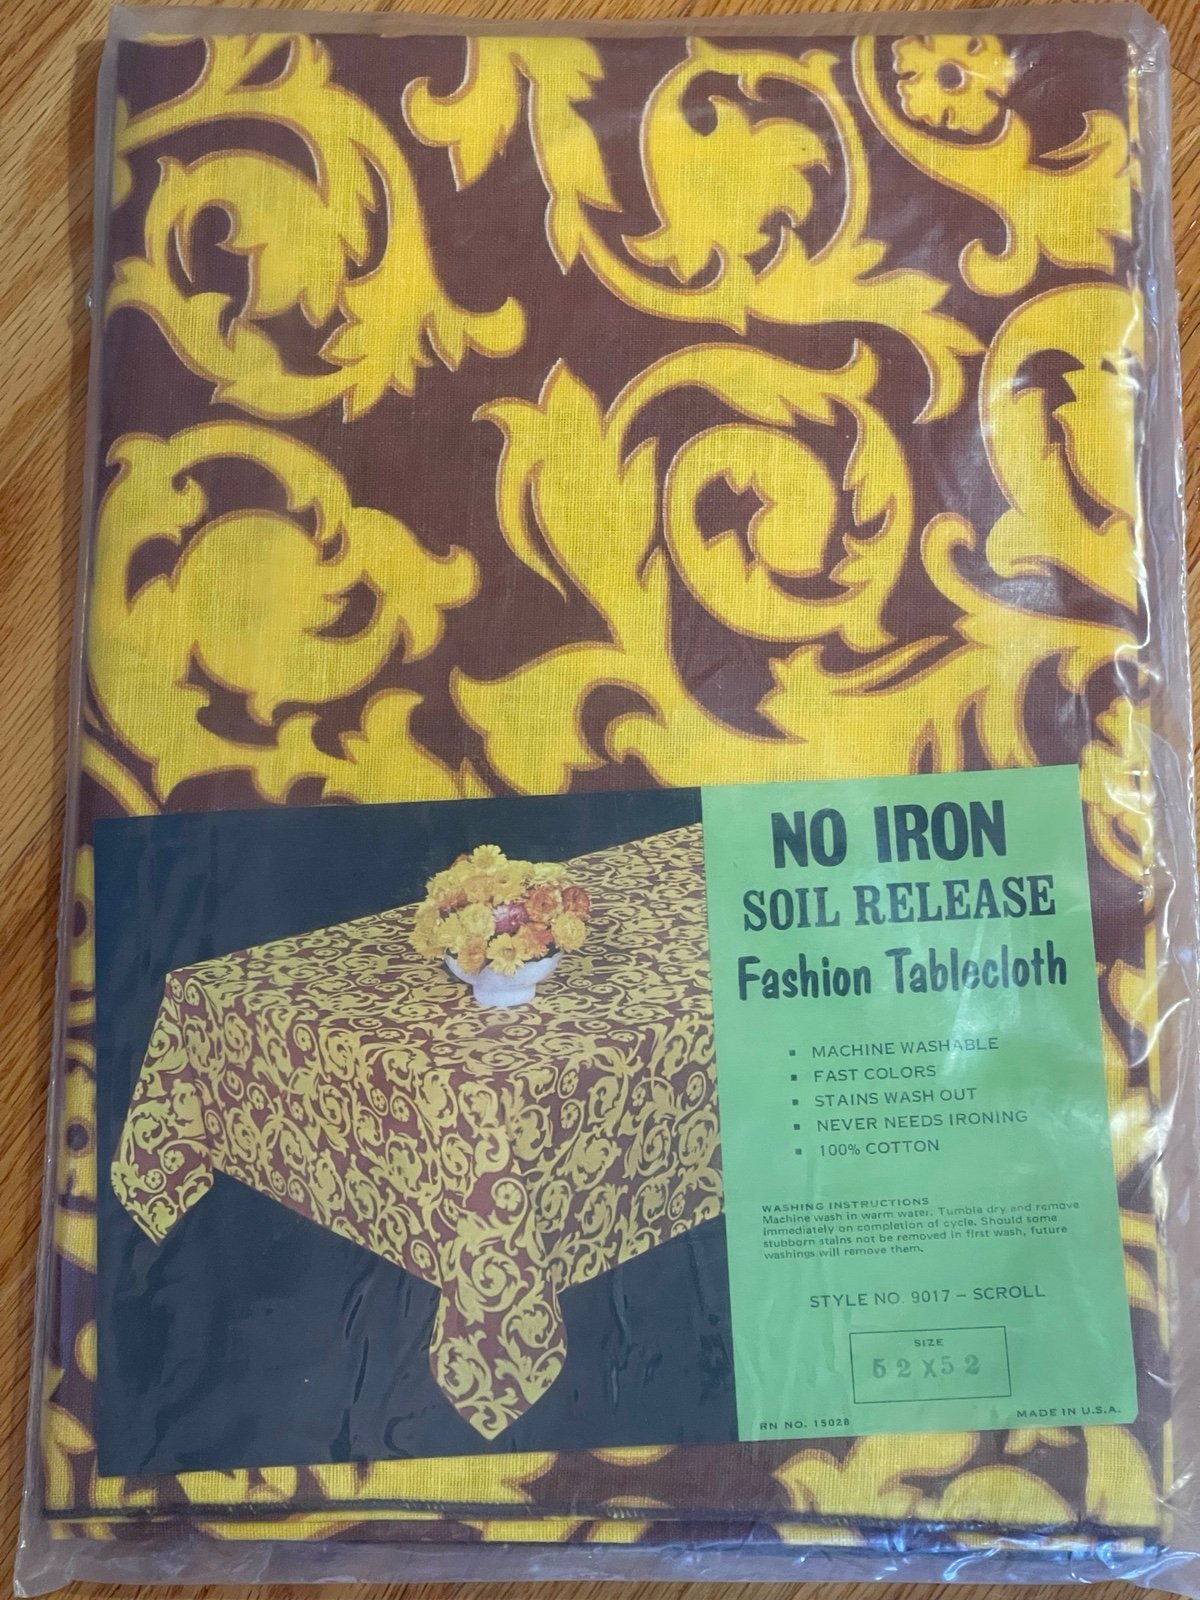 NO IRON
SOIL RELEASE
Fashion Tablecloth
▪ MACHINE WASHABLE
▪ FAST COLORS
▪ STAINS WASH OUT
▪ NEVER NEEDS IRONING
▪ 100% COTTON
WASHING INSTRUCTIONS
Machine wash in warm water. Tumble dry and remove
immediately on completion of cycle. Should some
stubborn stains not be removed in first wash, future
washings will remove them.
STYLE NO. 9017 – SCROLL
SIZE
52X52
RN NO. 15028
MADE IN U.S.A.